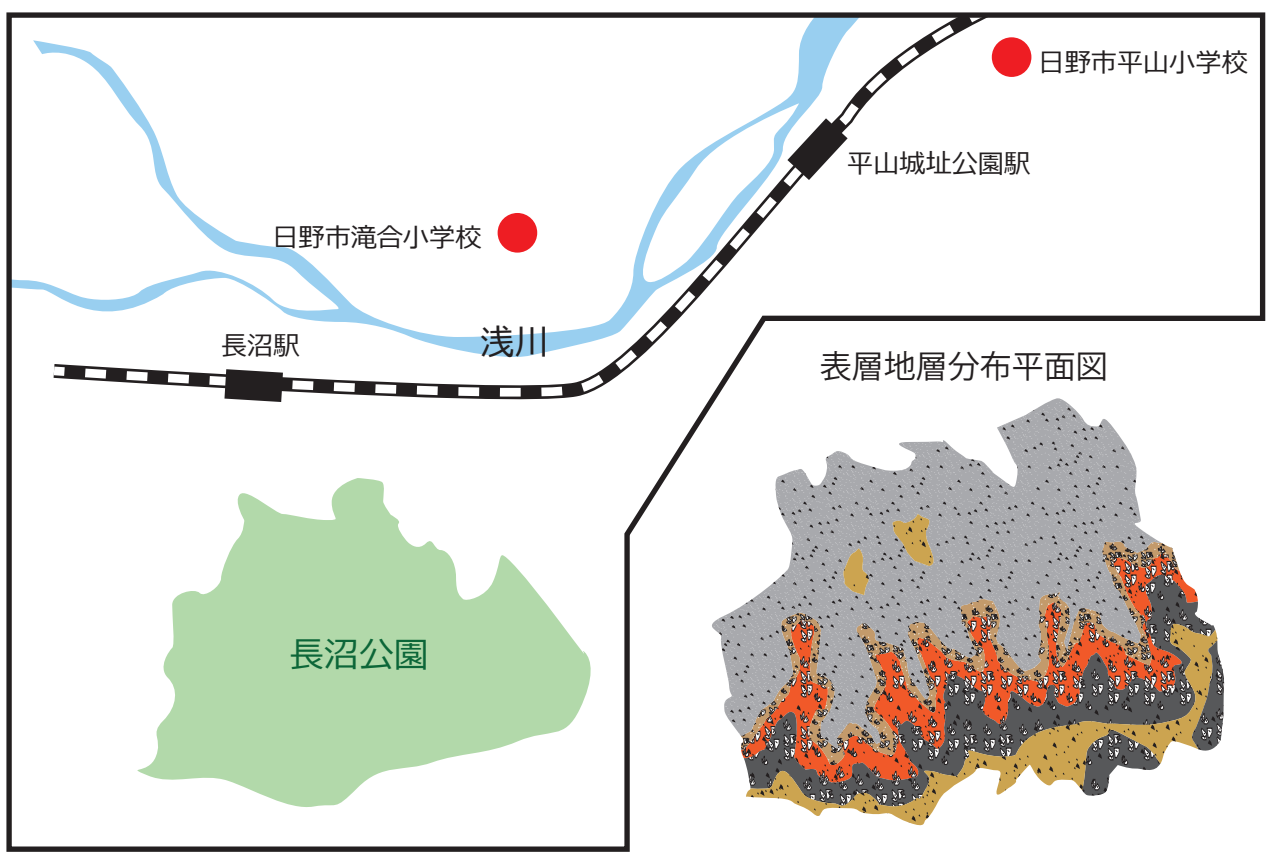 日野市平山小学校
平山城址公園駅
日野市滝合小学校
浅川
長沼駅
表層地層分布平面図
長沼公園